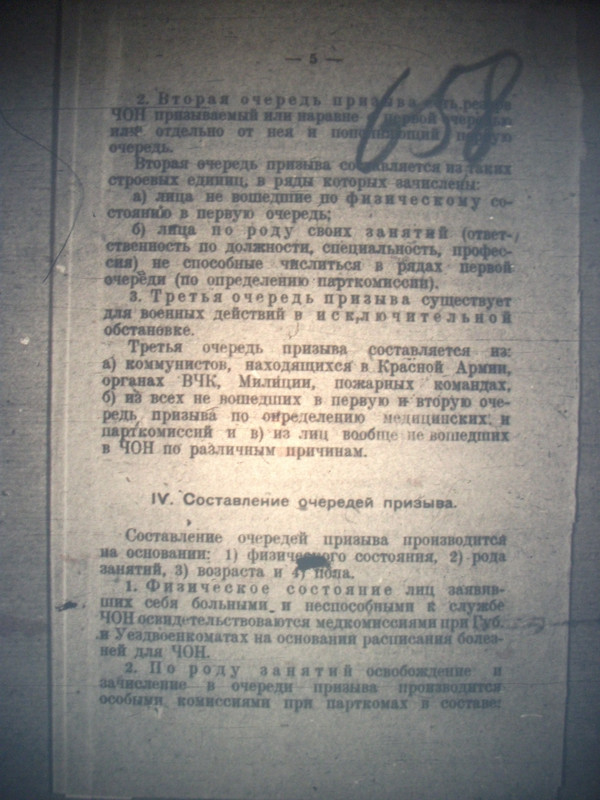 — 5 —
658
2. Вторая очередь призыва есть резерв
ЧОН призываемый или наравне с первой очередью
или отдельно от нея и пополняющий первую
очередь.
Вторая очередь призыва составляется из таких
строевых единиц, в ряды которых зачислены:
а) лица не вошедшие по физическому со-
стоянию в первую очередь;
б) лица по роду своих занятий (ответ-
ственность по должности, специальность, профес-
сия) не способные числиться в рядах первой
очереди (по определению парткомиссий).
3. Третья очередь призыва существует
для военных действий в исключительной
обстановке.
Третья очередь призыва составляется из:
а) коммунистов, находящихся в Красной Армии,
органах ВЧК, Милиции, пожарных командах,
б) из всех не вошедших в первую и вторую оче-
редь призыва по определению медицинских и
парткомиссий и в) из лиц вообще не вошедших
в ЧОН по различным причинам.
IV. Составление очередей призыва.
Составление очередей призыва производится
на основании: 1) физического состояния, 2) рода
занятий, 3) возраста и 4) пола.
1. Физическое состояние лиц заявив-
ших себя больными и неспособными к службе
ЧОН освидетельствоваются медкомиссиями при Губ.
и Уездвоенкоматах на основании расписания болез-
ней для ЧОН.
2. По роду занятий освобождение и
зачисление в очереди призыва производится
особыми комиссиями при парткомах в составе: